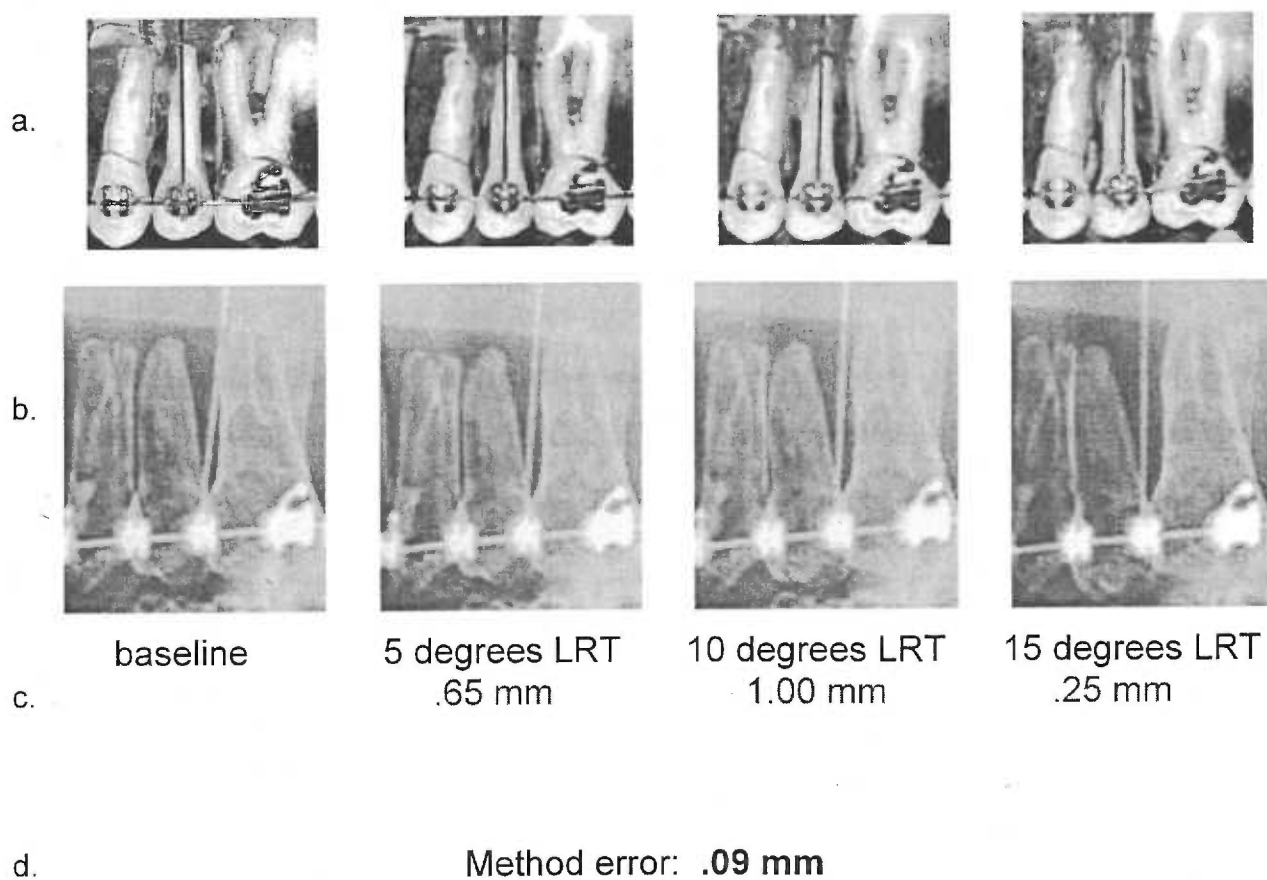 a.
b.
baseline
5 degrees LRT
10 degrees LRT
15 degrees LRT
c.
.65 mm
1.00 mm
.25 mm
d.
Method error: .09 mm